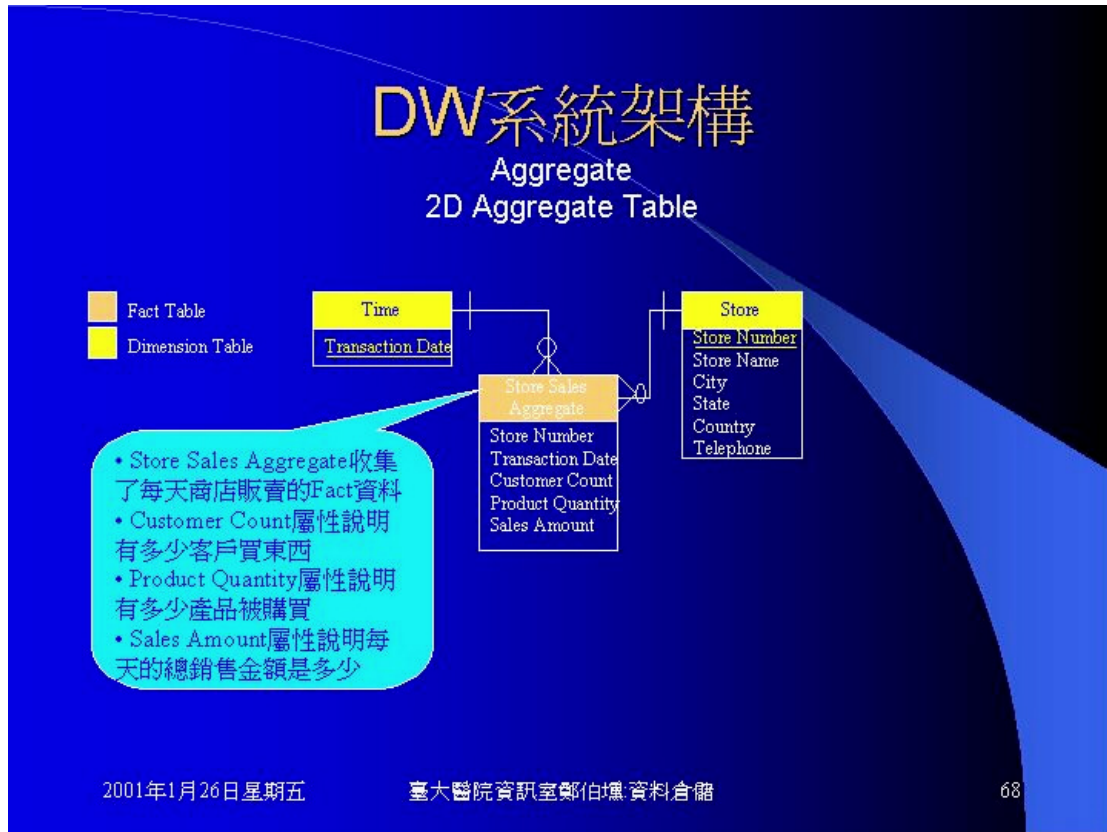 DW系統架構
Aggregate
2D Aggregate Table
Fact Table
Dimension Table
Time
Transaction Date
Store
Store Number
Store Name
City
State
Country
Telephone
Store Sales
Aggregate
Store Number
Transaction Date
Customer Count
Product Quantity
Sales Amount
• Store Sales Aggregate收集
了每天商店販賣的Fact資料
• Customer Count屬性說明
有多少客戶買東西
• Product Quantity屬性說明
有多少產品被購買
• Sales Amount屬性說明每
天的總銷售金額是多少
2001年1月26日星期五
臺大醫院資訊室鄭伯壎:資料倉儲
68